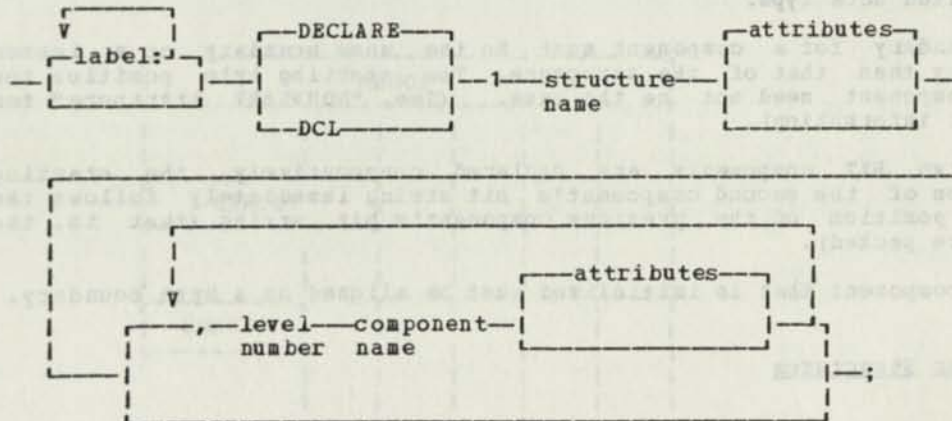 DECLARE attributes
label:
1 structure
name
DCL
attributes
, level component
number name
;